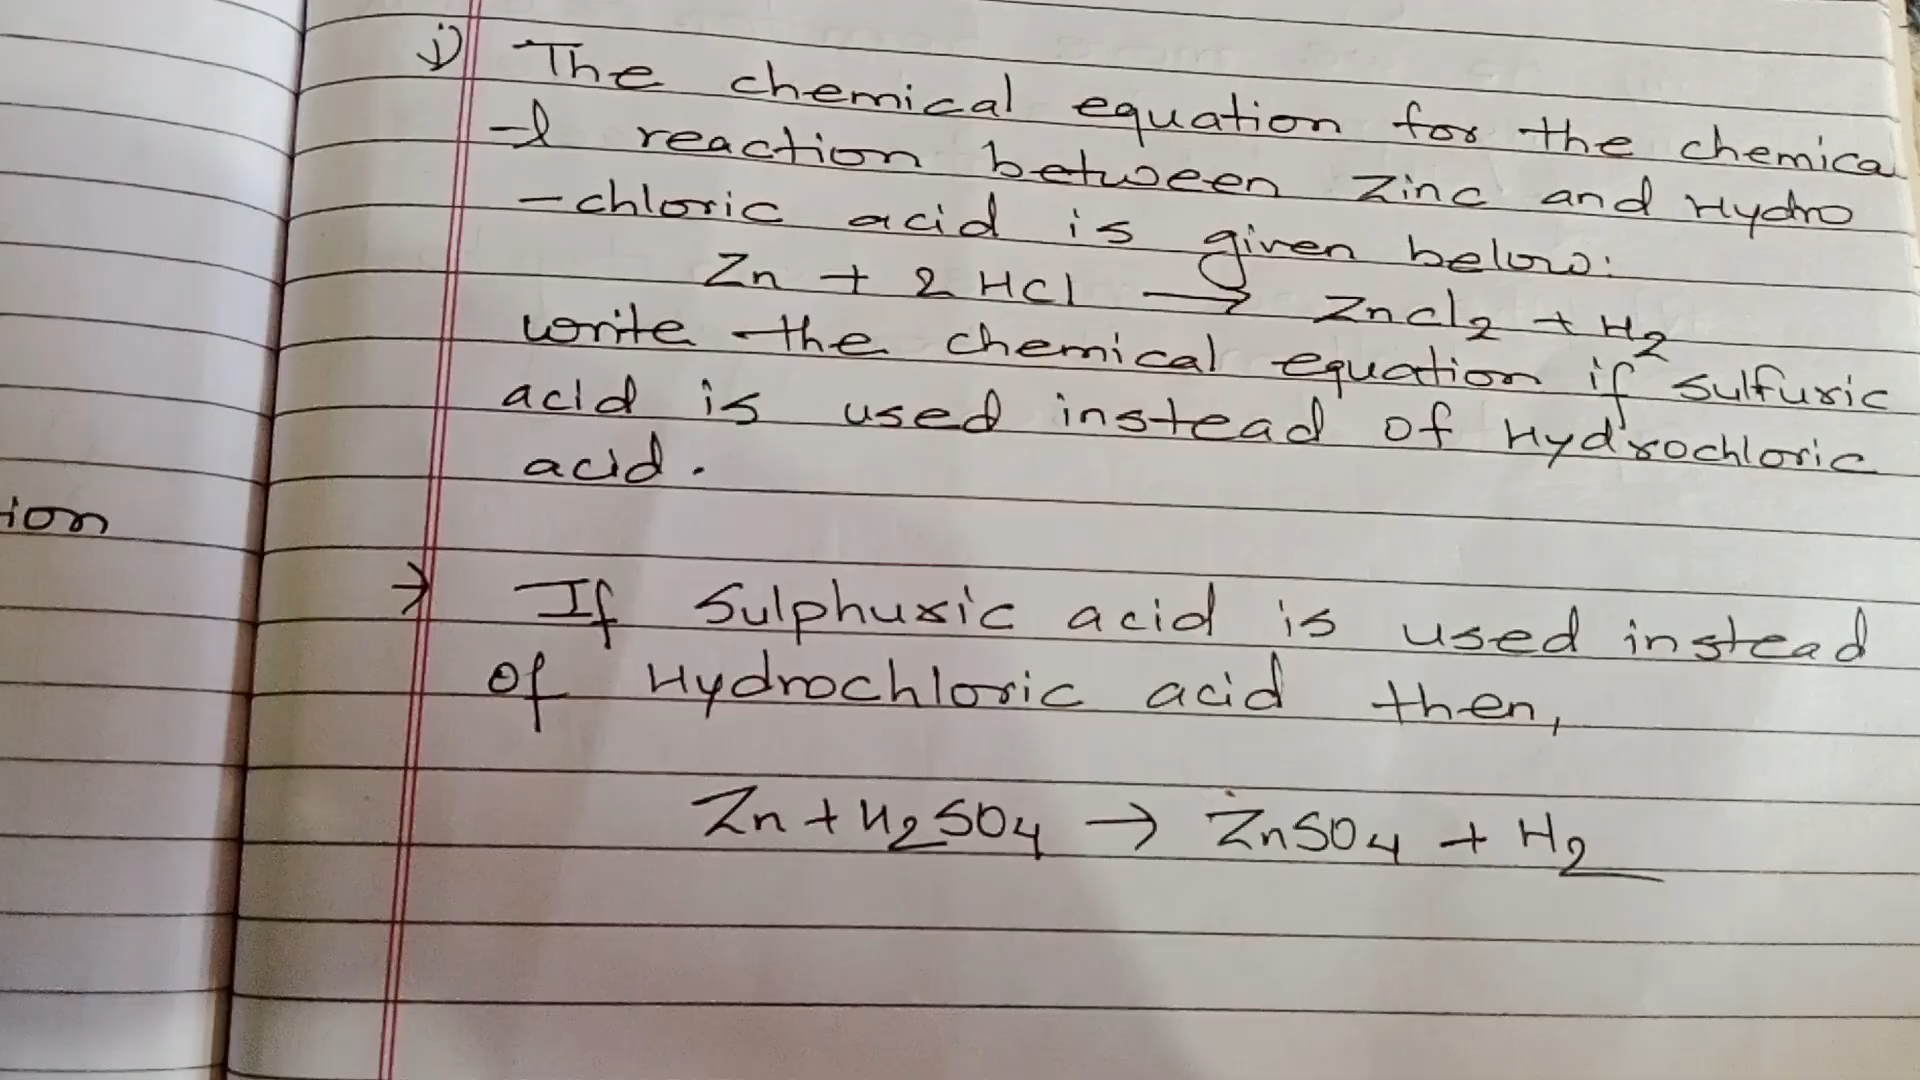 i) The chemical equation for the chemica
-l reaction between Zinc and Hydro
-chloric acid is given below:
Zn + 2 HCl → ZnCl2 + H2
write the chemical equation if sulfuric
acid is used instead of Hydrochloric
acid.
ion
→ If Sulphuric acid is used instead
of Hydrochloric acid then,
Zn + H2SO4 → ZnSO4 + H2